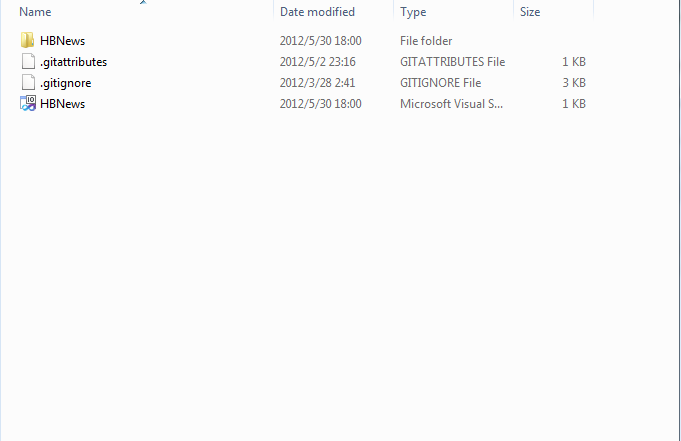 Name Date modified Type Size
HBNews 2012/5/30 18:00 File folder
.gitattributes 2012/5/2 23:16 GITATTRIBUTES File 1 KB
.gitignore 2012/3/28 2:41 GITIGNORE File 3 KB
HBNews 2012/5/30 18:00 Microsoft Visual S... 1 KB